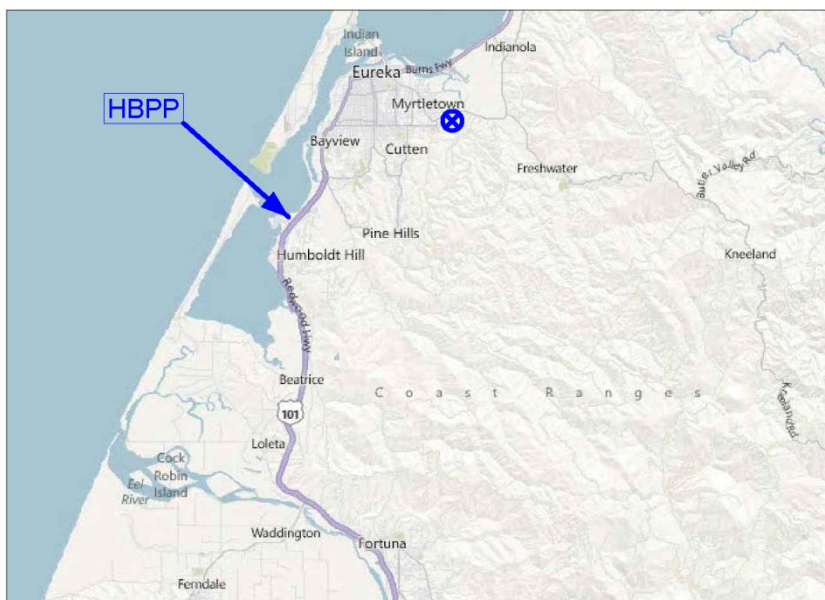 Indian
Island
Indianola
Eureka
Burns Fwy
HBPP
Myrtletown
Bayview
Cutten
Freshwater
Butler Valley Rd
Pine Hills
Kneeland
Humboldt Hill
Redwood Hwy
Beatrice
Coast Ranges
Kneeland Rd.
101
Loleta
Cock
Robin
Island
Eel
River
Waddington
Fortuna
Ferndale